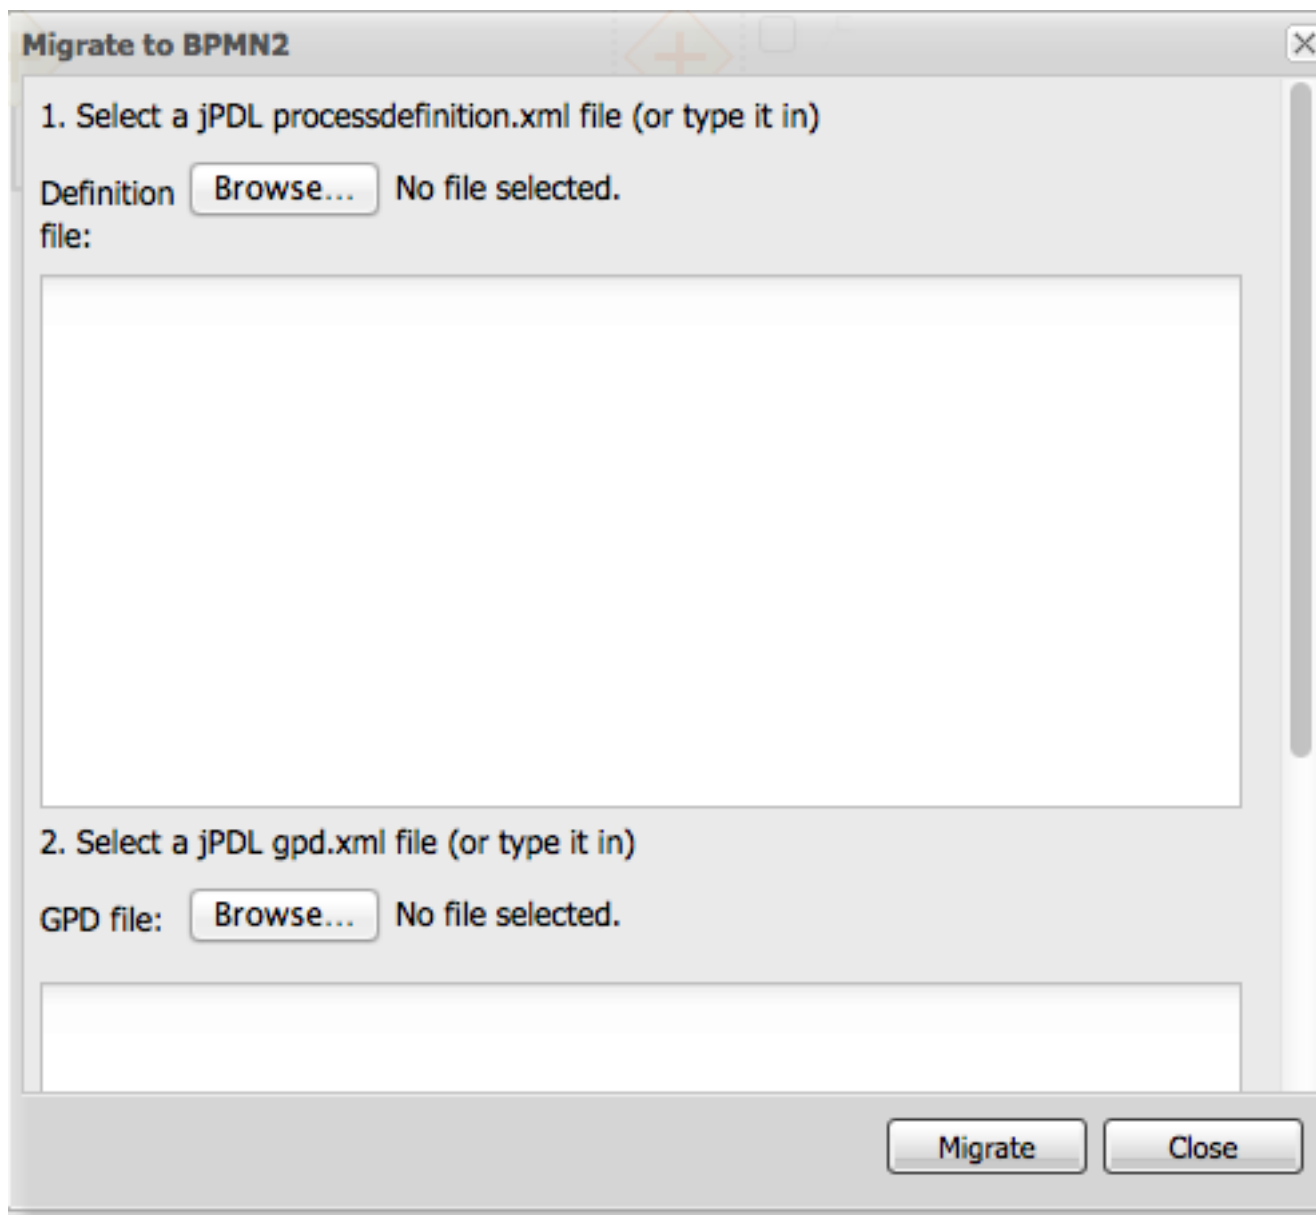 Migrate to BPMN2
1. Select a jPDL processdefinition.xml file (or type it in)
Definition file:
Browse... No file selected.
2. Select a jPDL gpd.xml file (or type it in)
GPD file: Browse... No file selected.
Migrate Close